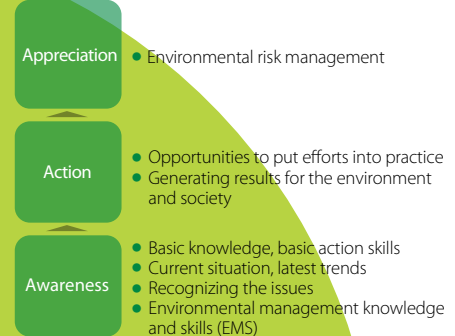 Appreciation
● Environmental risk management
Action
● Opportunities to put efforts into practice
● Generating results for the environment
and society
Awareness
● Basic knowledge, basic action skills
● Current situation, latest trends
● Recognizing the issues
● Environmental management knowledge
and skills (EMS)